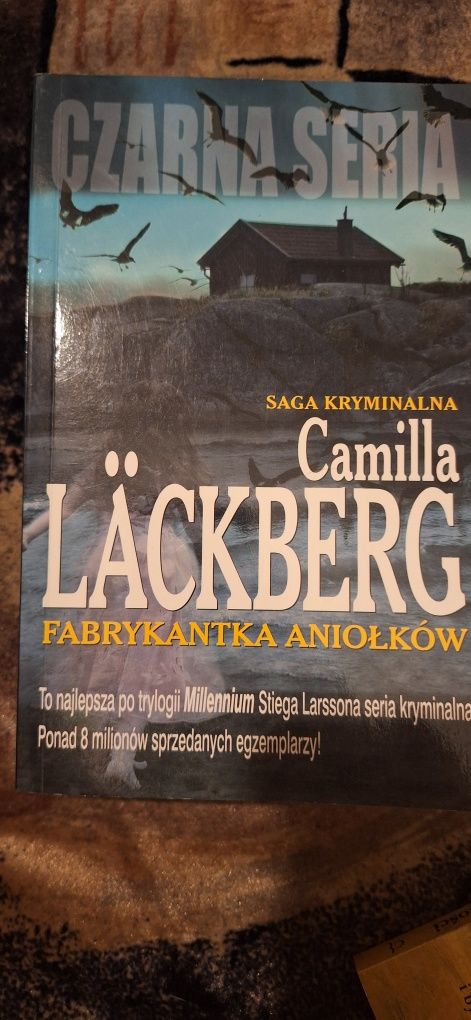 CZARNA SERIA
SAGA KRYMINALNA
Camilla
LÄCKBERG
FABRYKANTKA ANIOŁKÓW
To najlepsza po trylogii Millennium Stiega Larssona seria kryminalna
Ponad 8 milionów sprzedanych egzemplarzy!